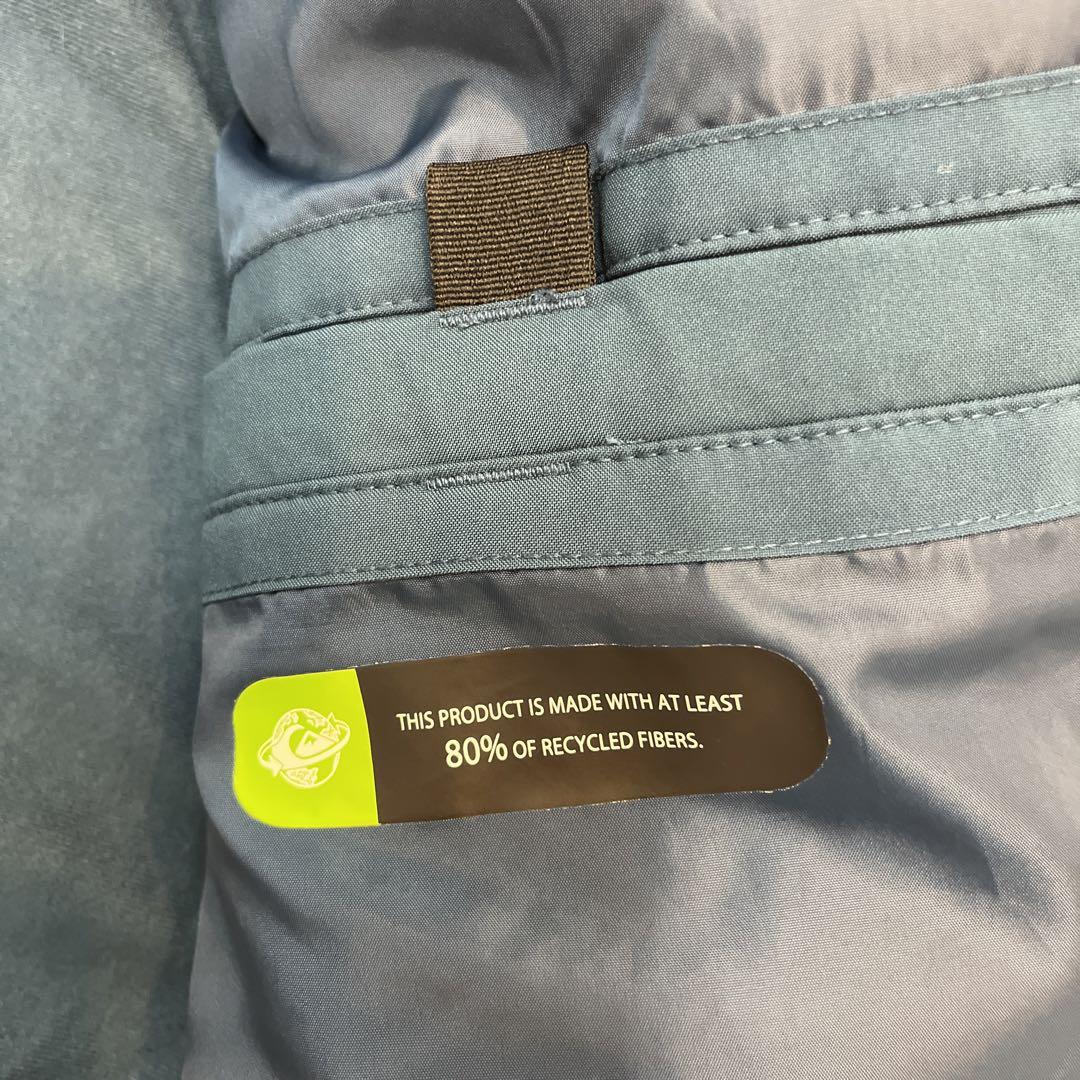 THIS PRODUCT IS MADE WITH AT LEAST
80% OF RECYCLED FIBERS.